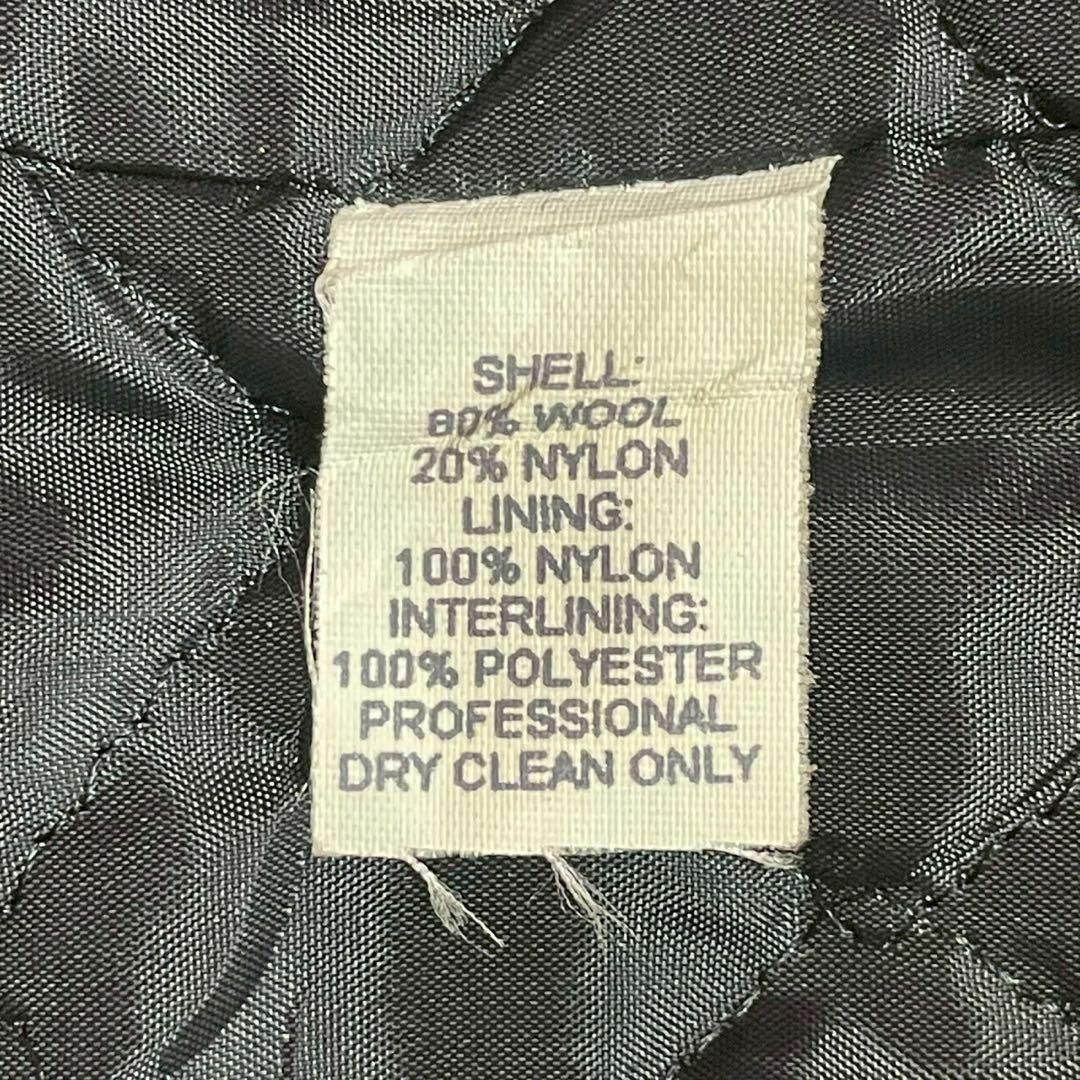 SHELL:
80% WOOL
20% NYLON
LINING:
100% NYLON
INTERLINING:
100% POLYESTER
PROFESSIONAL
DRY CLEAN ONLY